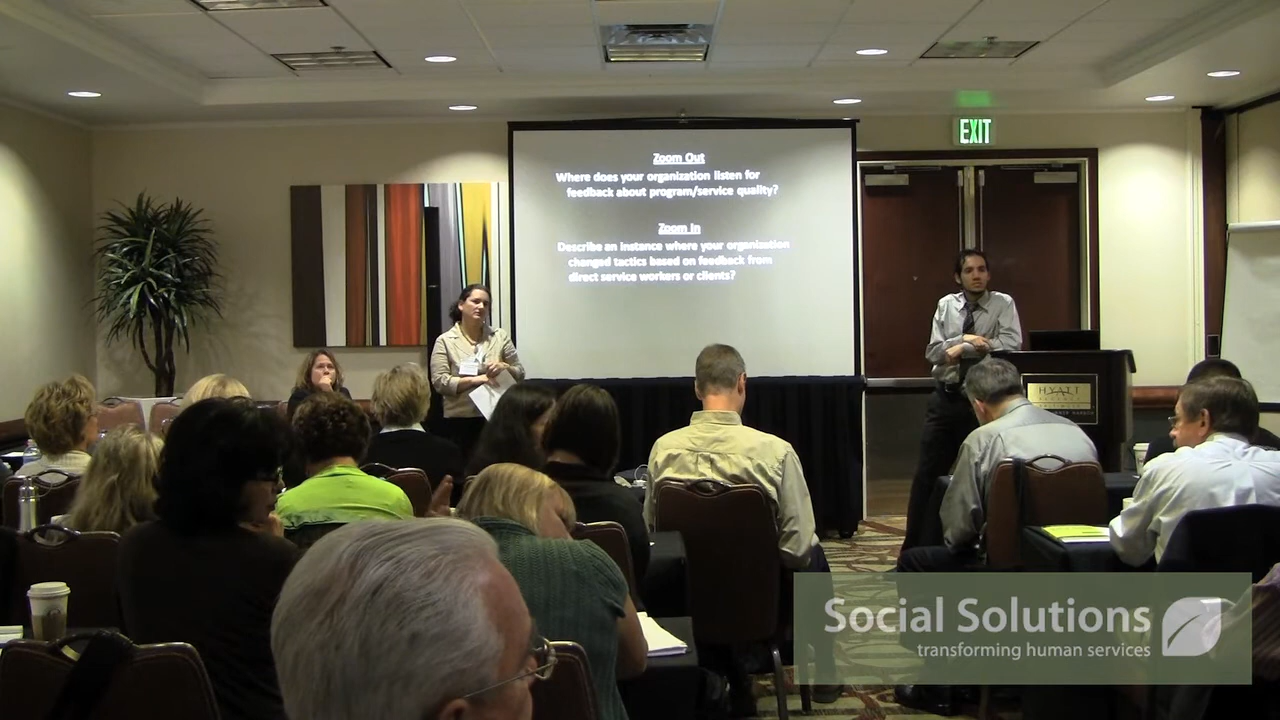 Zoom Out
Where does your organization listen for
feedback about program/service quality?
Zoom In
Describe an instance where your organization
changed tactics based on feedback from
direct service workers or clients?
EXIT
HYATT
Social Solutions
transforming human services